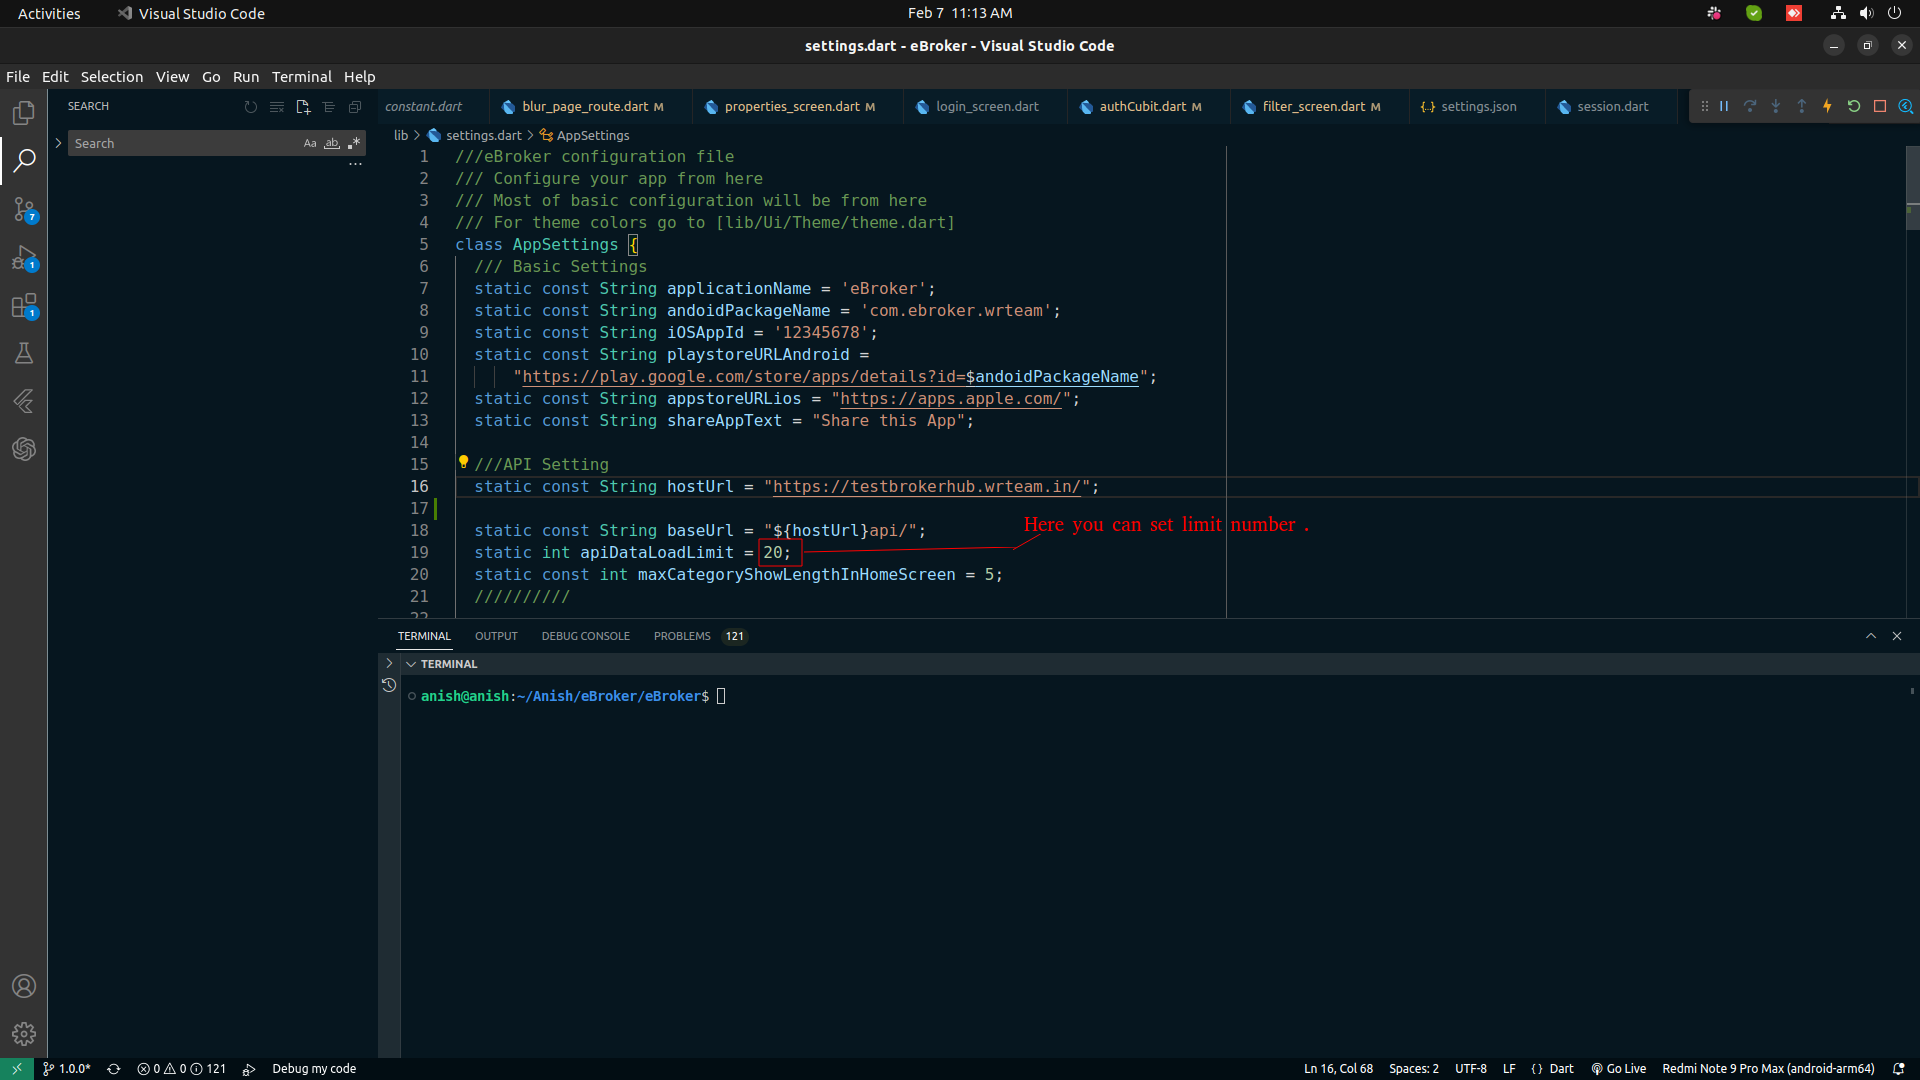 Activities Visual Studio Code Feb 7 11:13 AM
settings.dart - eBroker - Visual Studio Code
File Edit Selection View Go Run Terminal Help
SEARCH
Search Aa ab .*
...
constant.dart blur_page_route.dart M properties_screen.dart M login_screen.dart authCubit.dart M filter_screen.dart M {..} settings.json session.dart
lib > settings.dart > AppSettings
1 ///eBroker configuration file
2 /// Configure your app from here
3 /// Most of basic configuration will be from here
4 /// For theme colors go to [lib/Ui/Theme/theme.dart]
5 class AppSettings {
6 /// Basic Settings
7 static const String applicationName = 'eBroker';
8 static const String andoidPackageName = 'com.ebroker.wrteam';
9 static const String iOSAppId = '12345678';
10 static const String playstoreURLAndroid =
11 "https://play.google.com/store/apps/details?id=$andoidPackageName";
12 static const String appstoreURLios = "https://apps.apple.com/";
13 static const String shareAppText = "Share this App";
14
15 ///API Setting
16 static const String hostUrl = "https://testbrokerhub.wrteam.in/";
17
18 static const String baseUrl = "${hostUrl}api/";
Here you can set limit number .
19 static int apiDataLoadLimit = 20;
20 static const int maxCategoryShowLengthInHomeScreen = 5;
21 //////////
22
7
1
1
TERMINAL OUTPUT DEBUG CONSOLE PROBLEMS 121
TERMINAL
anish@anish:~/Anish/eBroker/eBroker$
1.0.0* 0 0 121 Debug my code Ln 16, Col 68 Spaces: 2 UTF-8 LF { } Dart Go Live Redmi Note 9 Pro Max (android-arm64)